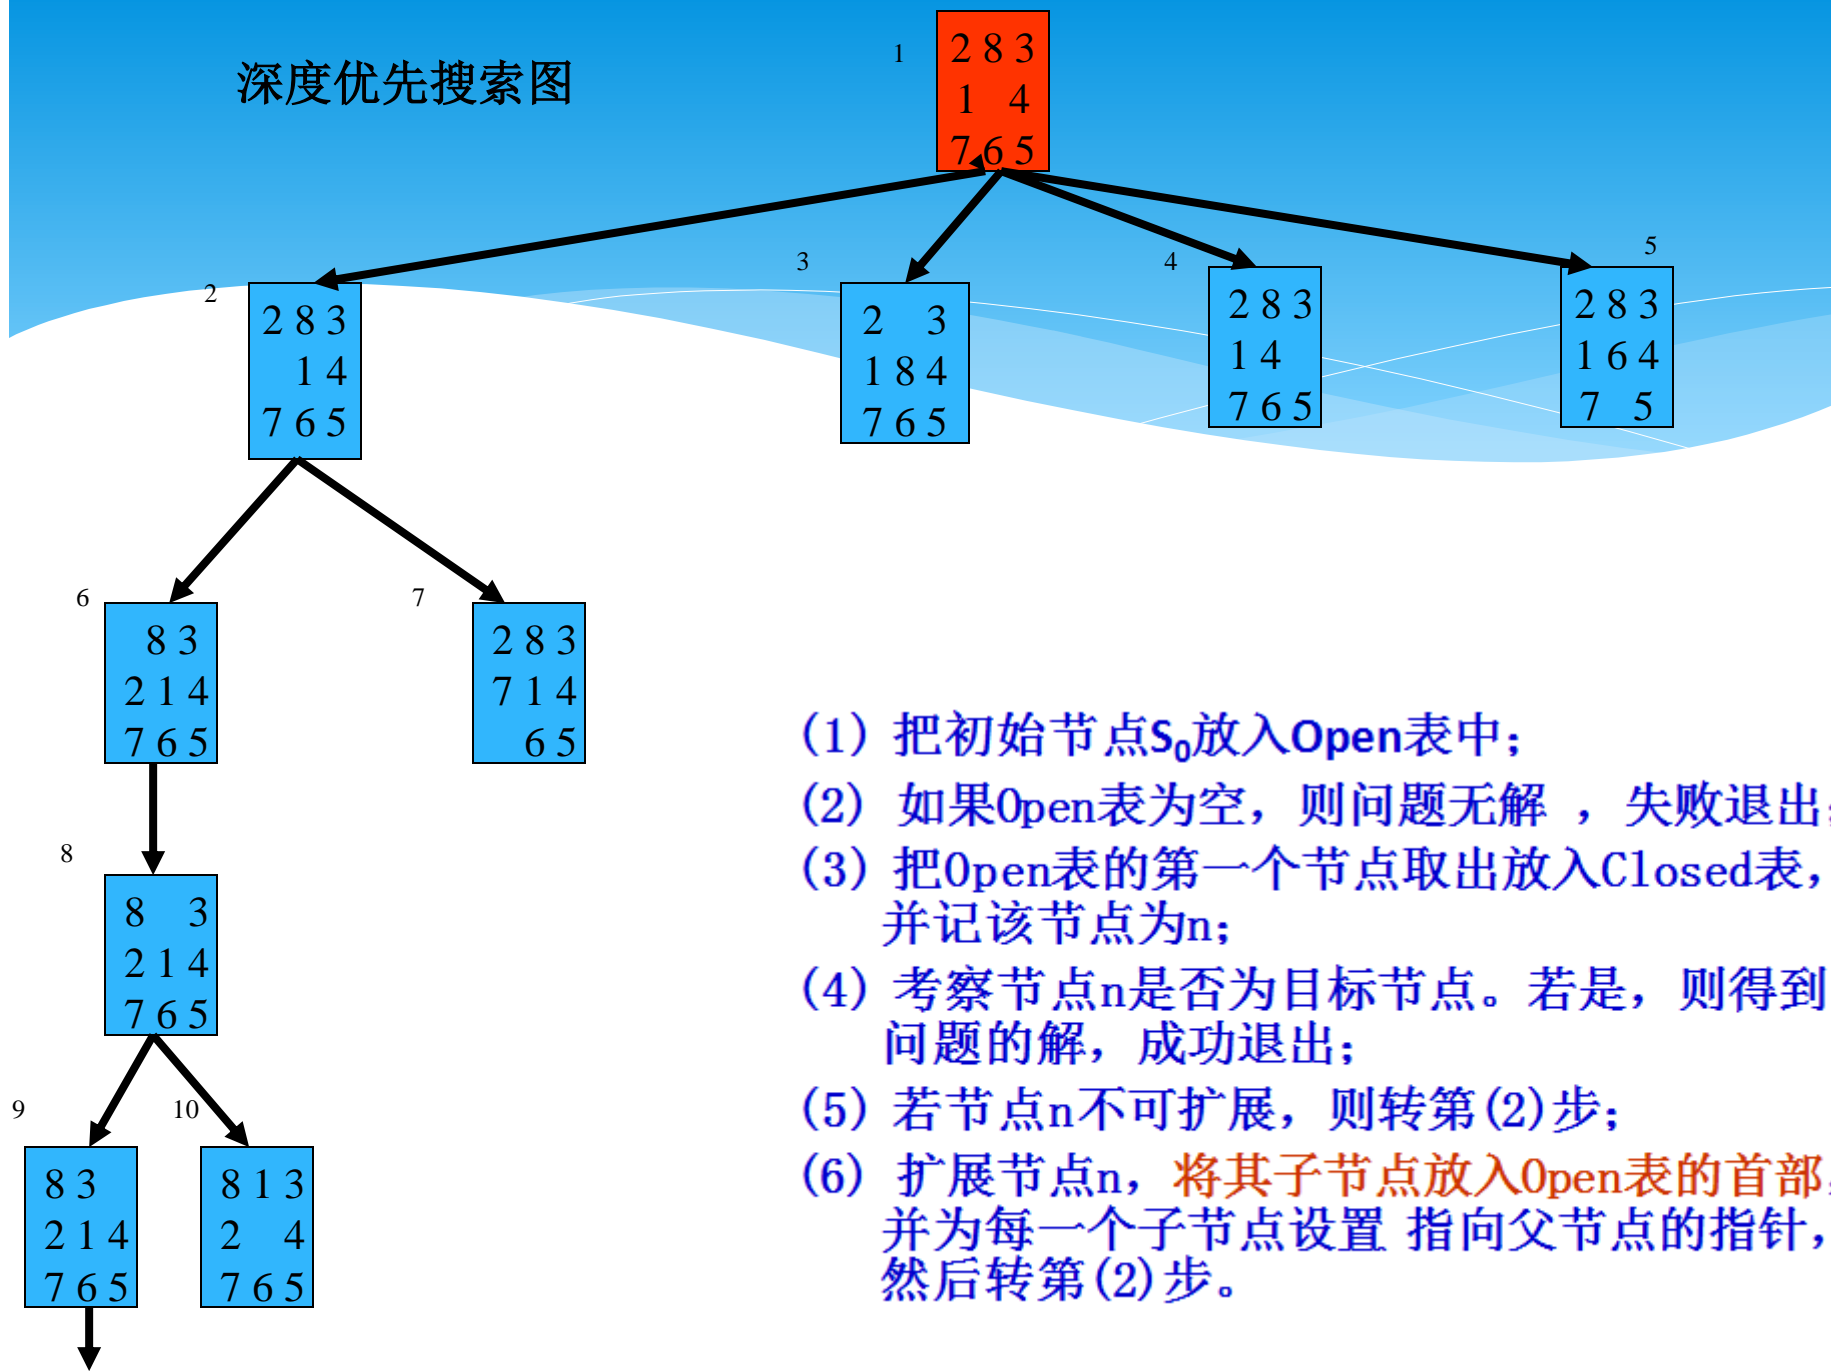 深度优先搜索图
1
2 8 3
1 4
7 6 5
2
2 8 3
1 4
7 6 5
3
2 3
1 8 4
7 6 5
4
2 8 3
1 4
7 6 5
5
2 8 3
1 6 4
7 5
6
8 3
2 1 4
7 6 5
7
2 8 3
7 1 4
6 5
8
8 3
2 1 4
7 6 5
9
8 3
2 1 4
7 6 5
10
8 1 3
2 4
7 6 5
(1) 把初始节点S₀放入Open表中；
(2) 如果Open表为空，则问题无解 ，失败退出；
(3) 把Open表的第一个节点取出放入Closed表，
并记该节点为n；
(4) 考察节点n是否为目标节点。若是，则得到
问题的解，成功退出；
(5) 若节点n不可扩展，则转第(2)步；
(6) 扩展节点n，将其子节点放入Open表的首部，
并为每一个子节点设置 指向父节点的指针，
然后转第(2)步。